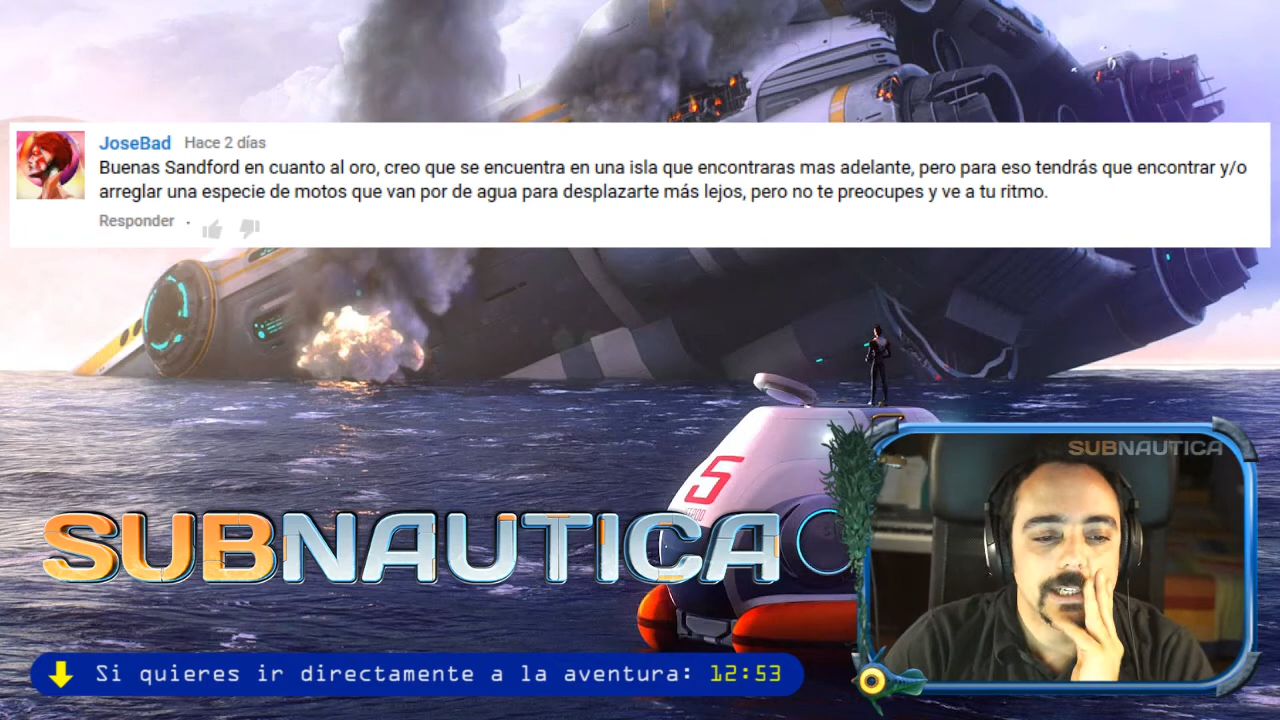 JoseBad Hace 2 días
Buenas Sandford en cuanto al oro, creo que se encuentra en una isla que encontraras mas adelante, pero para eso tendrás que encontrar y/o
arreglar una especie de motos que van por de agua para desplazarte más lejos, pero no te preocupes y ve a tu ritmo.
Responder ·
5
SUBNAUTICA
SUBNAUTICA
Si quieres ir directamente a la aventura: 12:53